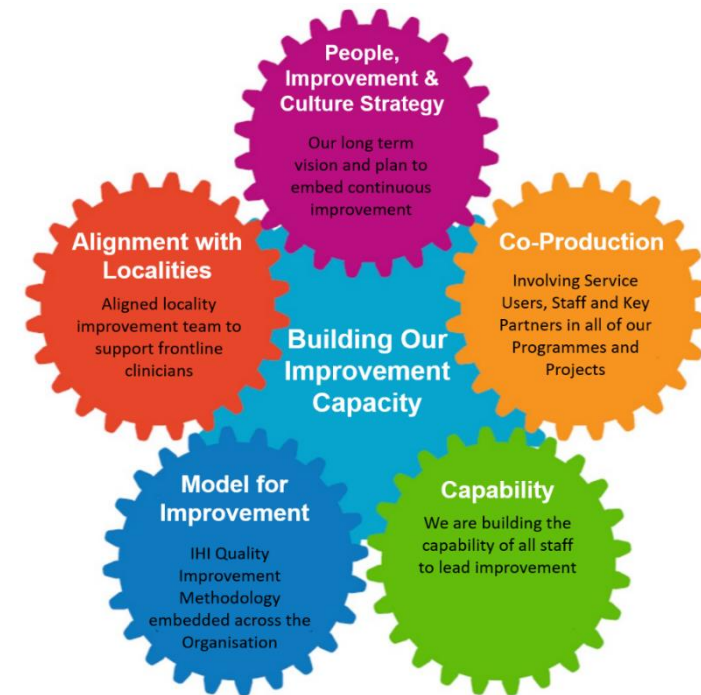 People,
Improvement &
Culture Strategy
Our long term
vision and plan to
embed continuous
improvement
Alignment with
Localities
Aligned locality
improvement team to
support frontline
clinicians
Co-Production
Involving Service
Users, Staff and Key
Partners in all of our
Programmes and
Projects
Building Our
Improvement
Capacity
Model for
Improvement
IHI Quality
Improvement
Methodology
embedded across the
Organisation
Capability
We are building the
capability of all staff
to lead improvement